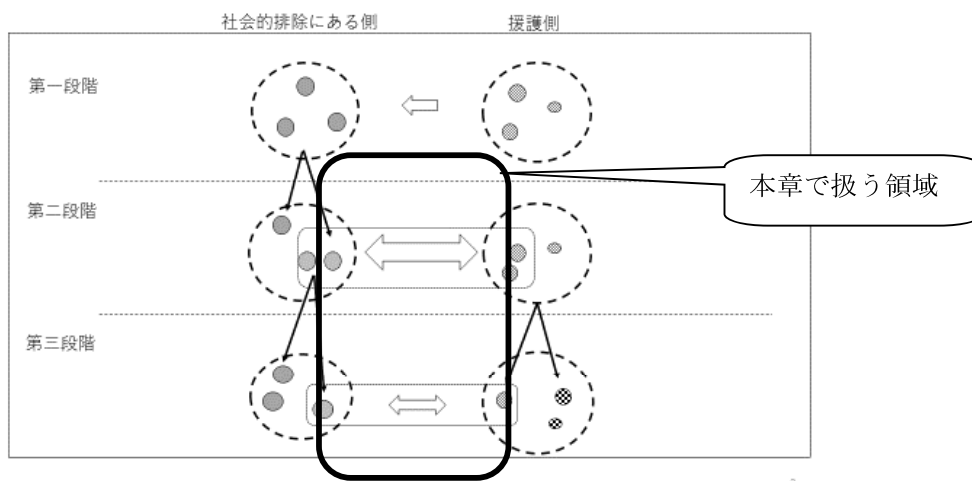 社会的排除にある側
援護側
第一段階
本章で扱う領域
第二段階
第三段階